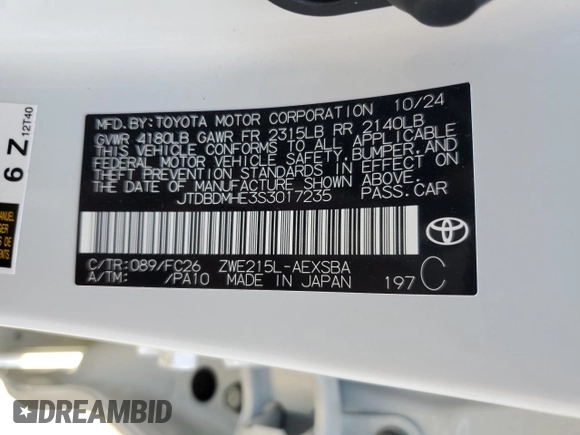 MFD.BY:TOYOTA MOTOR CORPORATION 10/24
GVWR 4180LB GAWR FR 2315LB RR 2140LB
THIS VEHICLE CONFORMS TO ALL APPLICABLE
FEDERAL MOTOR VEHICLE SAFETY,BUMPER,AND
THEFT PREVENTION STANDARDS IN EFFECT ON
THE DATE OF MANUFACTURE SHOWN ABOVE.
JTDBDMHE3S3017235 PASS.CAR
C/TR:089/FC26 ZWE215L-AEXSBA
A/TM: /PA10 MADE IN JAPAN 197 C
6 Z
12T40
DREAMBID